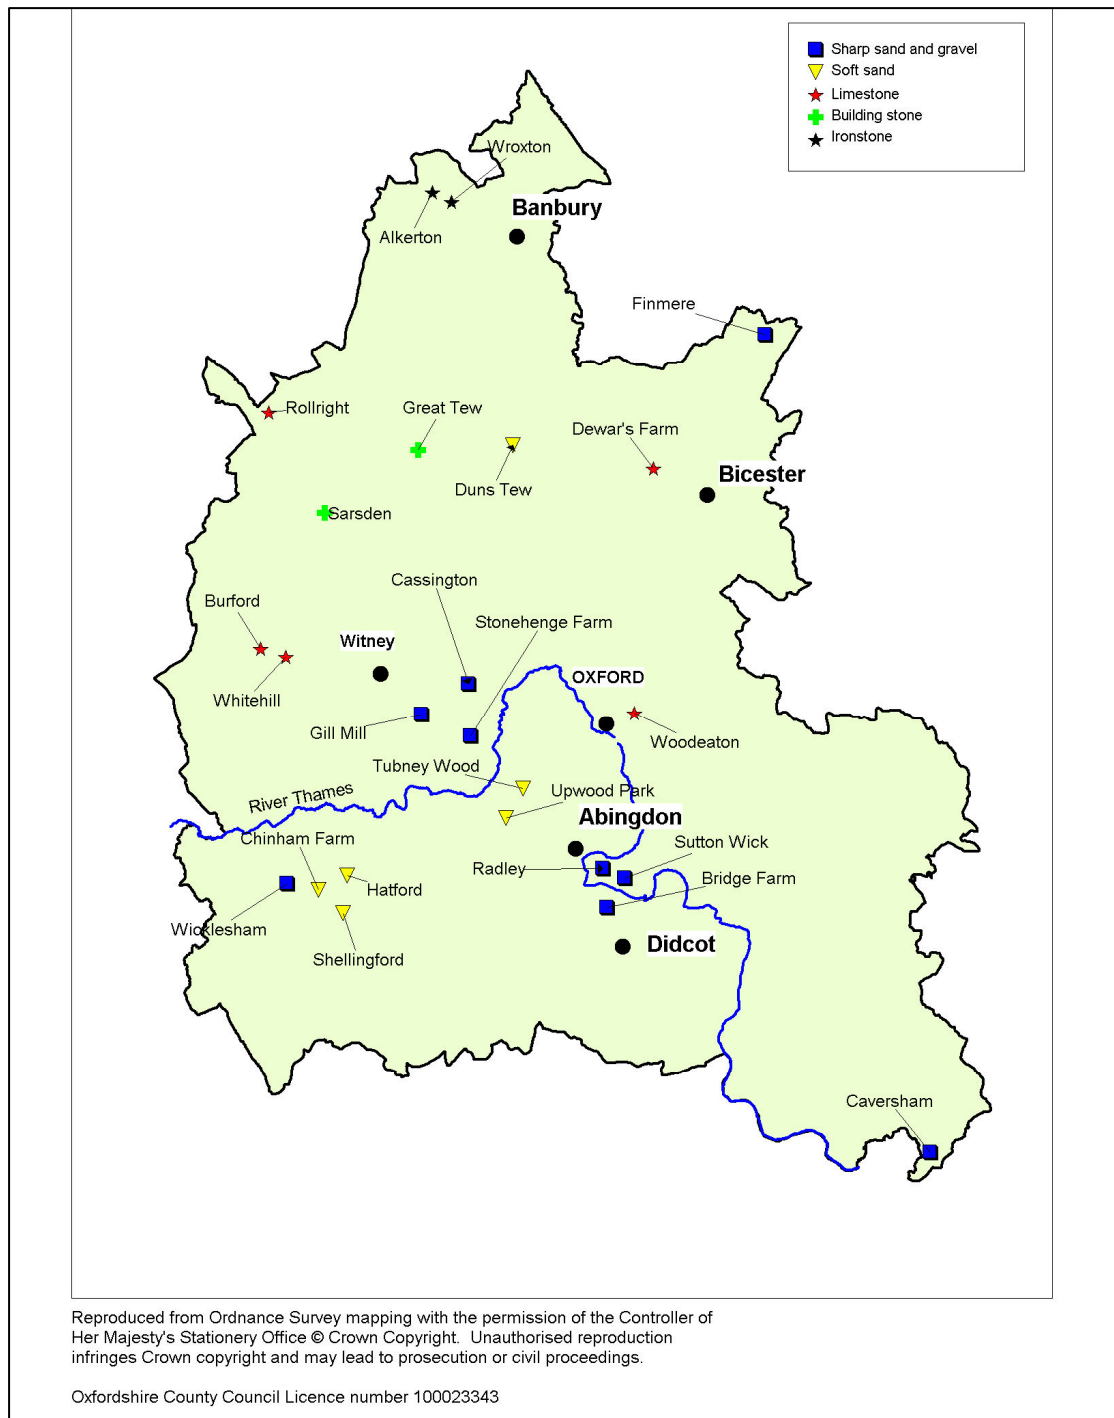 Sharp sand and gravel
Soft sand
Limestone
Building stone
Ironstone
Wroxton
Banbury
Alkerton
Finmere
Rollright
Great Tew
Dewar's Farm
Bicester
Duns Tew
Sarsden
Cassington
Burford
Stonehenge Farm
Witney
OXFORD
Whitehill
Gill Mill
Woodeaton
Tubney Wood
River Thames
Upwood Park
Abingdon
Chinham Farm
Sutton Wick
Radley
Bridge Farm
Hatford
Wicklesham
Didcot
Shellingford
Caversham
Reproduced from Ordnance Survey mapping with the permission of the Controller of
Her Majesty's Stationery Office © Crown Copyright. Unauthorised reproduction
infringes Crown copyright and may lead to prosecution or civil proceedings.
Oxfordshire County Council Licence number 100023343